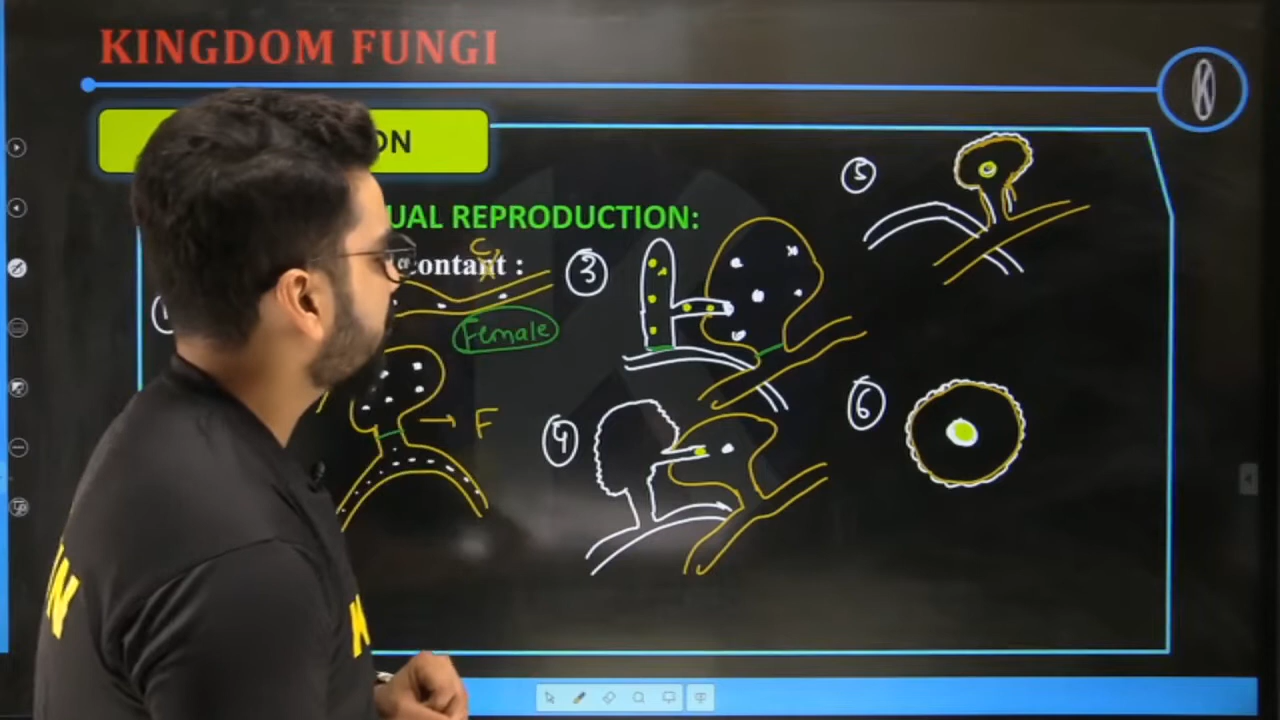 KINGDOM FUNGI
K
ON
UAL REPRODUCTION:
C
contant :
Female
F
3
4
5
6